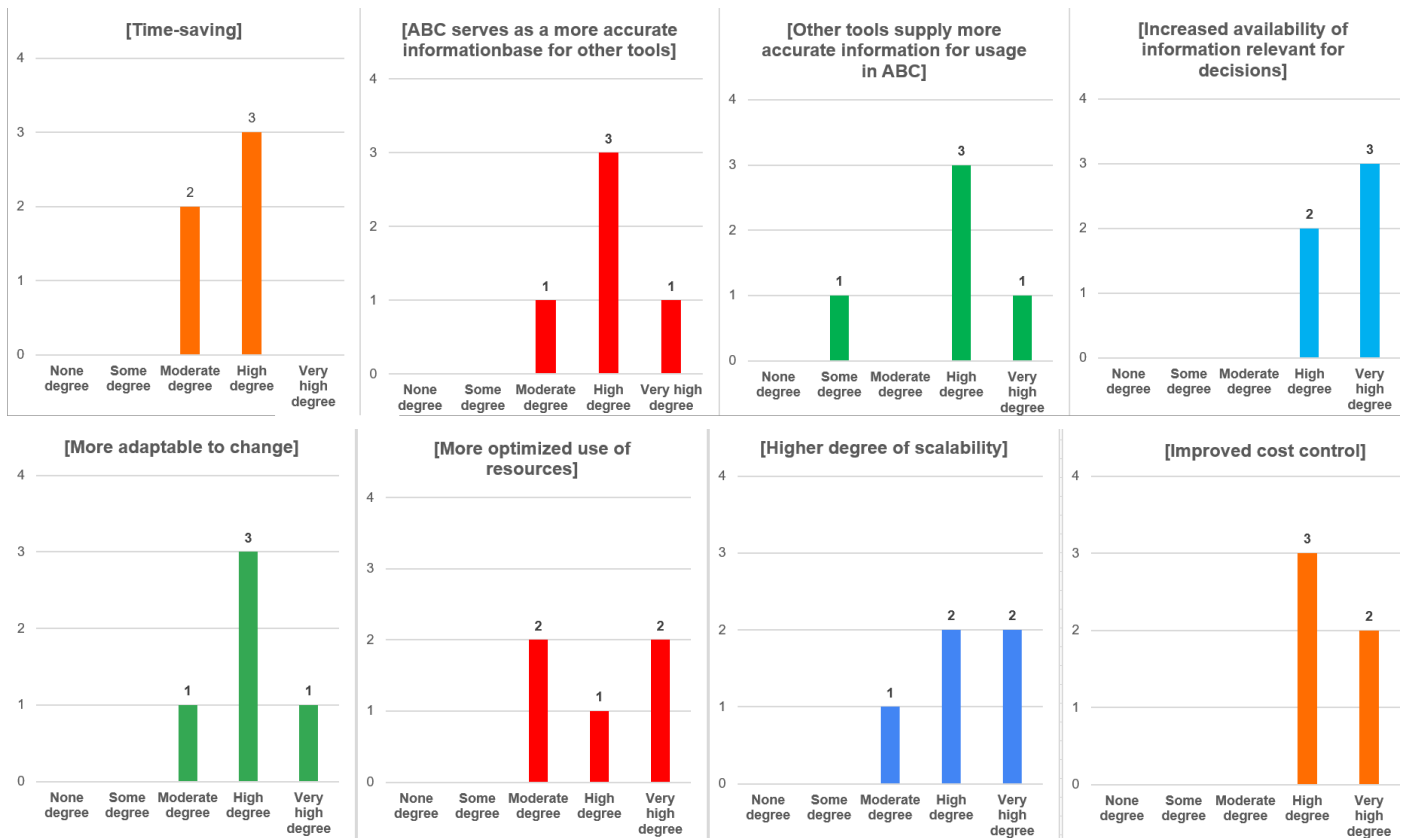 [Time-saving]
4
3
2
1
0
2
3
None
degree
Some
degree
Moderate
degree
High
degree
Very
high
degree
[ABC serves as a more accurate
informationbase for other tools]
4
3
2
1
0
1
3
1
None
degree
Some
degree
Moderate
degree
High
degree
Very high
degree
[Other tools supply more
accurate information for usage
in ABC]
4
3
2
1
0
1
3
1
None
degree
Some
degree
Moderate
degree
High
degree
Very
high
degree
[Increased availability of
information relevant for
decisions]
4
3
2
1
0
2
3
None
degree
Some
degree
Moderate
degree
High
degree
Very
high
degree
[More adaptable to change]
4
3
2
1
0
1
3
1
None
degree
Some
degree
Moderate
degree
High
degree
Very
high
degree
[More optimized use of
resources]
4
3
2
1
0
2
1
2
None
degree
Some
degree
Moderate
degree
High
degree
Very
high
degree
[Higher degree of scalability]
4
3
2
1
0
1
2
2
None
degree
Some
degree
Moderate
degree
High
degree
Very
high
degree
[Improved cost control]
4
3
2
1
0
3
2
None
degree
Some
degree
Moderate
degree
High
degree
Very
high
degree